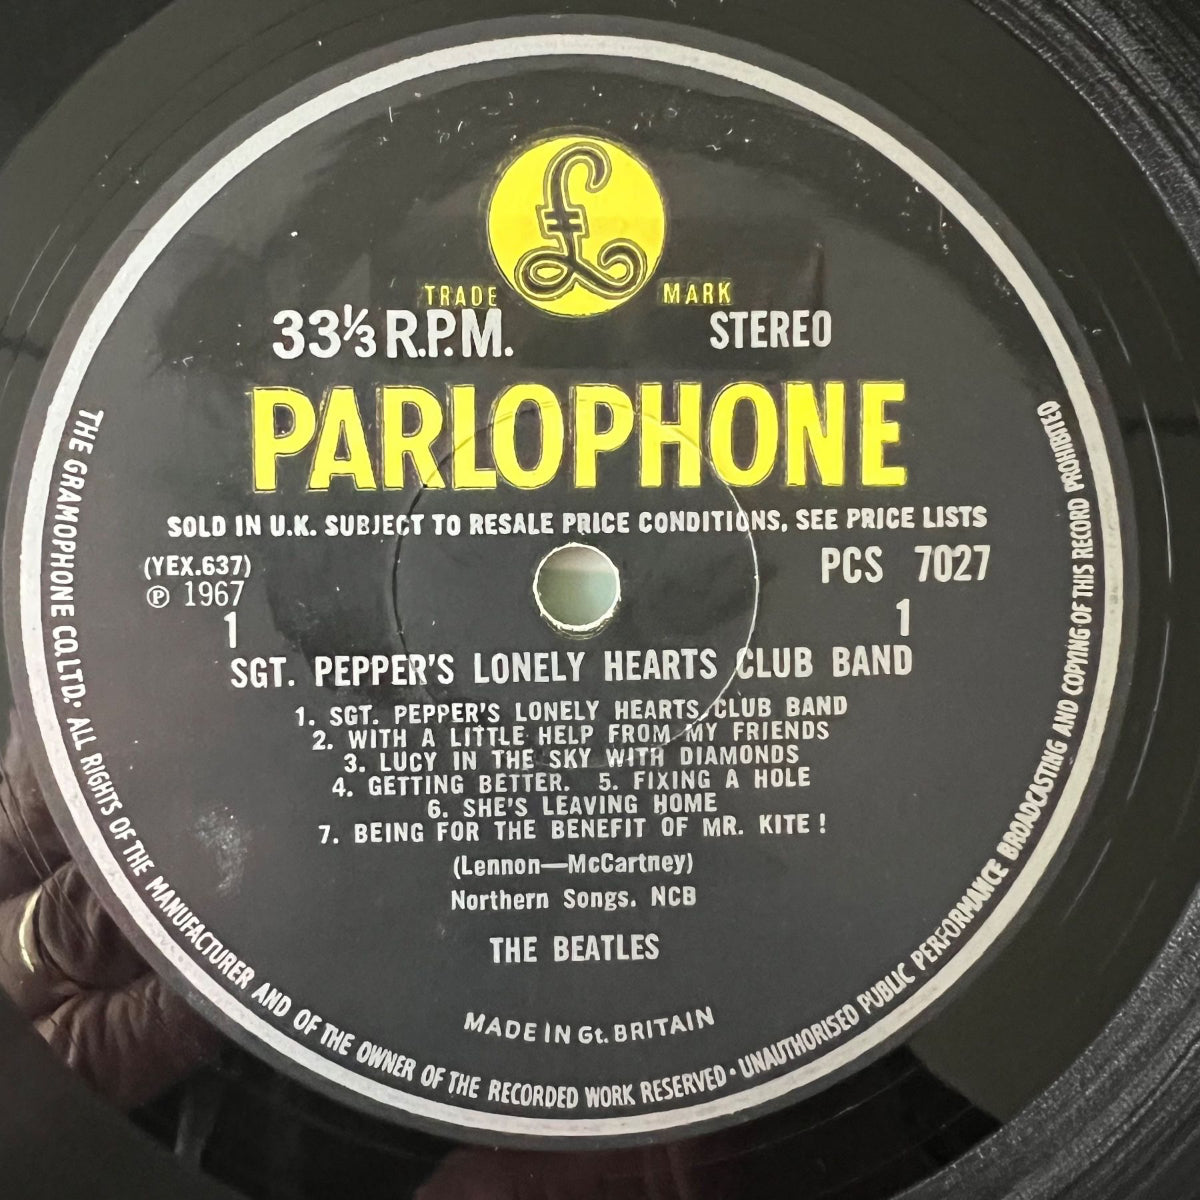 £
TRADE MARK
33⅓ R.P.M. STEREO
PARLOPHONE
SOLD IN U.K. SUBJECT TO RESALE PRICE CONDITIONS, SEE PRICE LISTS
(YEX.637) PCS 7027
℗ 1967
1 1
SGT. PEPPER'S LONELY HEARTS CLUB BAND
1. SGT. PEPPER'S LONELY HEARTS CLUB BAND
2. WITH A LITTLE HELP FROM MY FRIENDS
3. LUCY IN THE SKY WITH DIAMONDS
4. GETTING BETTER. 5. FIXING A HOLE
6. SHE'S LEAVING HOME
7. BEING FOR THE BENEFIT OF MR. KITE!
(Lennon—McCartney)
Northern Songs. NCB
THE BEATLES
MADE IN Gt. BRITAIN
THE GRAMOPHONE CO. LTD. · ALL RIGHTS OF THE MANUFACTURER AND OF THE OWNER OF THE RECORDED WORK RESERVED · UNAUTHORISED PUBLIC PERFORMANCE BROADCASTING AND COPYING OF THIS RECORD PROHIBITED